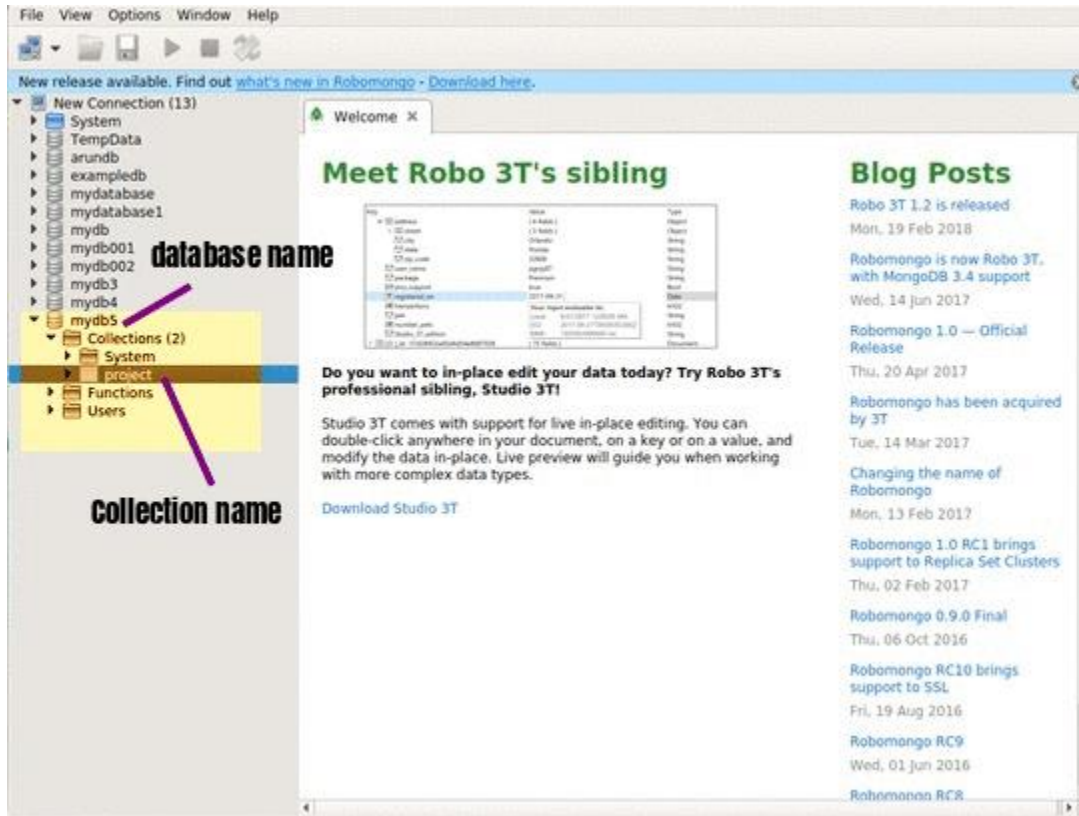 File View Options Window Help
New release available. Find out what's new in Robomongo - Download here.
New Connection (13)
System
TempData
arundb
exampledb
mydatabase
mydatabase1
mydb
mydb001
mydb002
mydb3
mydb4
mydb5
Collections (2)
System
project
Functions
Users
database name
Collection name
Welcome
Meet Robo 3T's sibling
Do you want to in-place edit your data today? Try Robo 3T's
professional sibling, Studio 3T!
Studio 3T comes with support for live in-place editing. You can
double-click anywhere in your document, on a key or on a value, and
modify the data in-place. Live preview will guide you when working
with more complex data types.
Download Studio 3T
Blog Posts
Robo 3T 1.2 is released
Mon, 19 Feb 2018
Robomongo is now Robo 3T,
with MongoDB 3.4 support
Wed, 14 Jun 2017
Robomongo 1.0 — Official
Release
Thu, 20 Apr 2017
Robomongo has been acquired
by 3T
Tue, 14 Mar 2017
Changing the name of
Robomongo
Mon, 13 Feb 2017
Robomongo 1.0 RC1 brings
support to Replica Set Clusters
Thu, 02 Feb 2017
Robomongo 0.9.0 Final
Thu, 06 Oct 2016
Robomongo RC10 brings
support to SSL
Fri, 19 Aug 2016
Robomongo RC9
Wed, 01 Jun 2016
Robomongo RC8